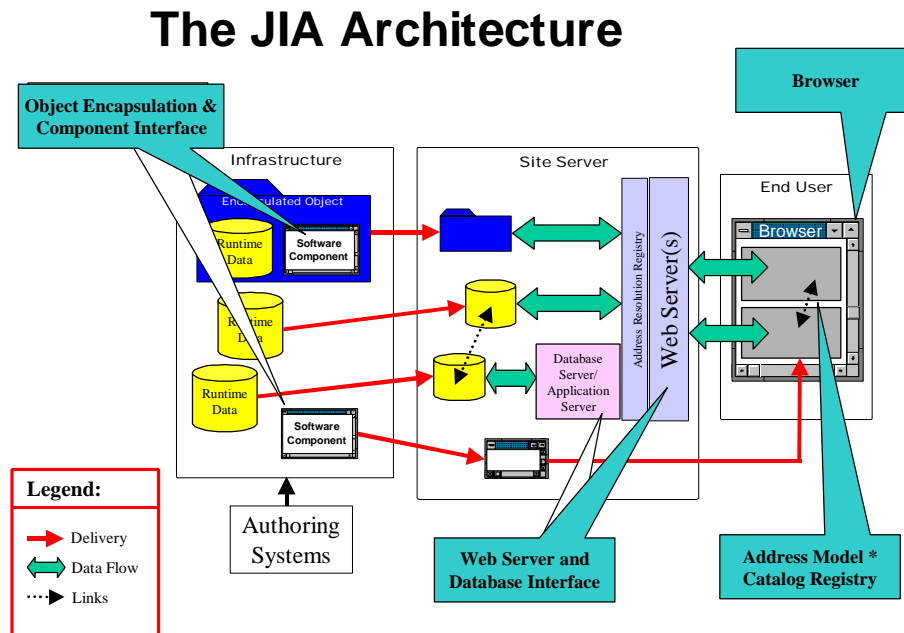 The JIA Architecture
Object Encapsulation &
Component Interface
Browser
Infrastructure
Site Server
End User
Encapsulated Object
Runtime
Data
Software
Component
Runtime
Data
Runtime
Data
Software
Component
Database
Server/
Application
Server
Address Resolution Registry
Web Server(s)
Browser
Authoring
Systems
Legend:
Delivery
Data Flow
Links
Web Server and
Database Interface
Address Model *
Catalog Registry